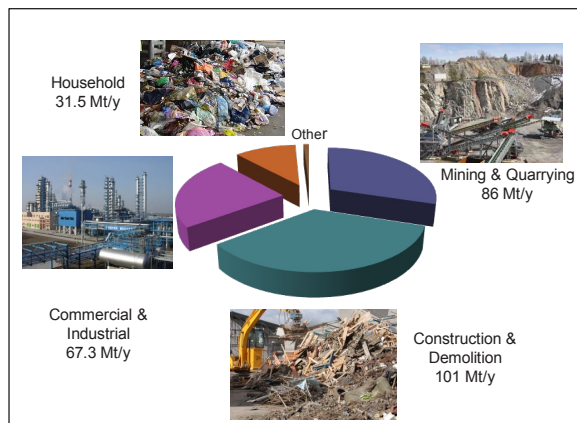 Household
31.5 Mt/y
Other
Mining & Quarrying
86 Mt/y
Commercial &
Industrial
67.3 Mt/y
Construction &
Demolition
101 Mt/y